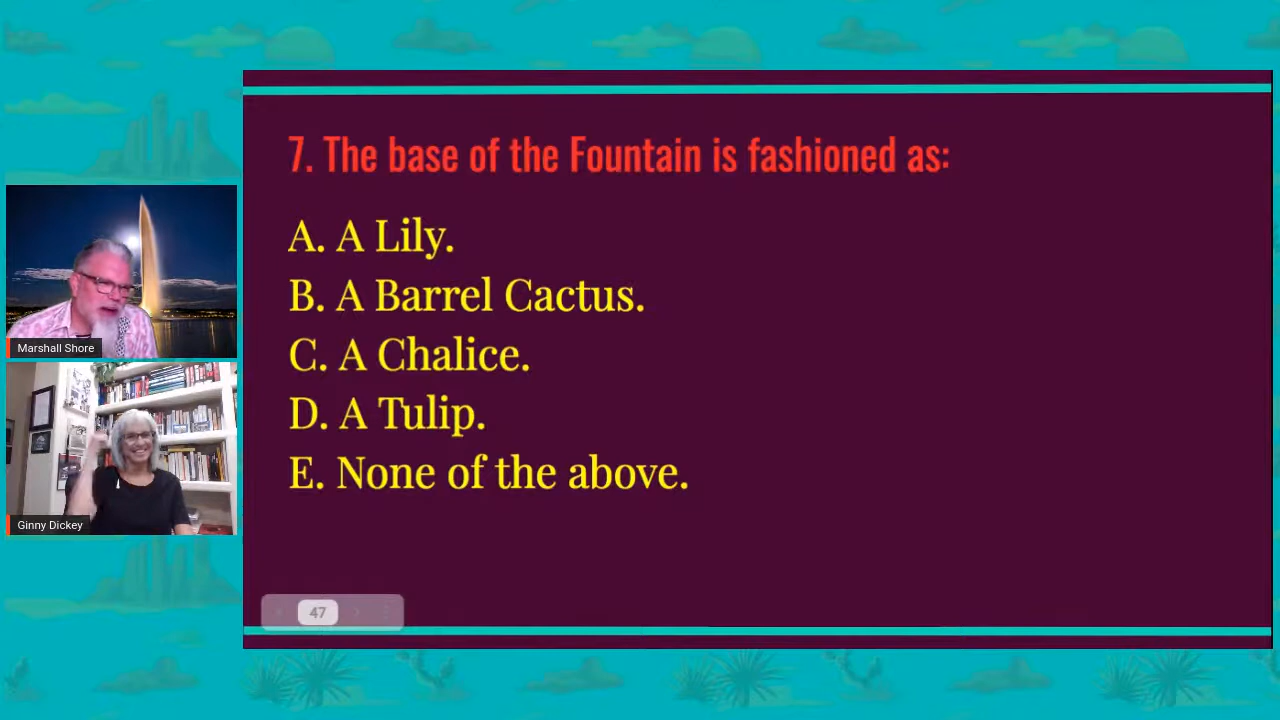 7. The base of the Fountain is fashioned as:
A. A Lily.
B. A Barrel Cactus.
C. A Chalice.
D. A Tulip.
E. None of the above.
Marshall Shore
Ginny Dickey
47